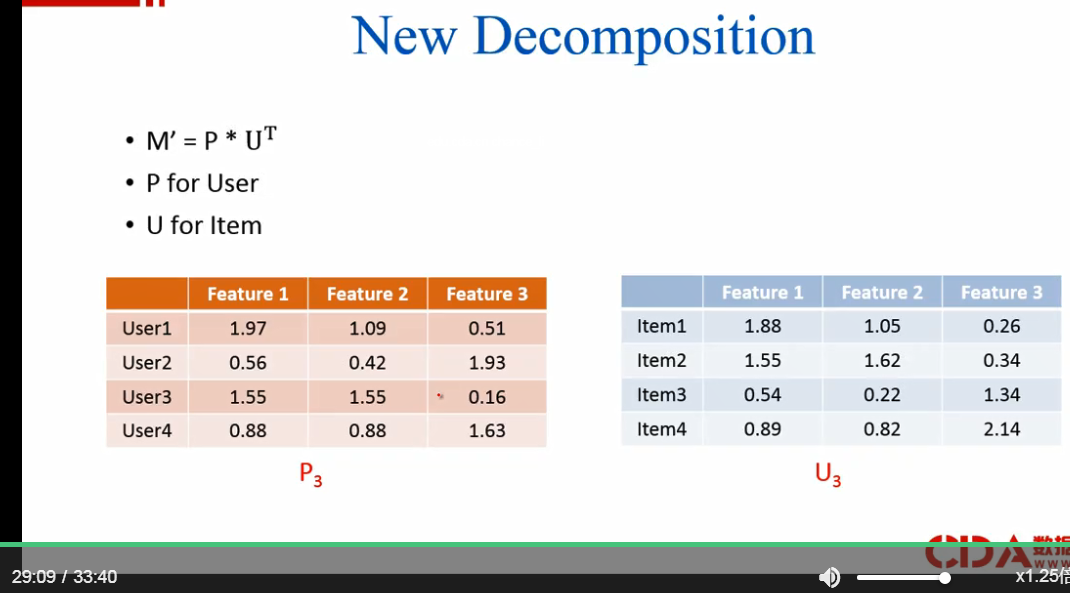 New Decomposition
• M′ = P * Uᵀ
• P for User
• U for Item
Feature 1 Feature 2 Feature 3
User1 1.97 1.09 0.51
User2 0.56 0.42 1.93
User3 1.55 1.55 0.16
User4 0.88 0.88 1.63
P₃
Feature 1 Feature 2 Feature 3
Item1 1.88 1.05 0.26
Item2 1.55 1.62 0.34
Item3 0.54 0.22 1.34
Item4 0.89 0.82 2.14
U₃
CDA 数据
WWW
29:09 / 33:40
x1.25倍